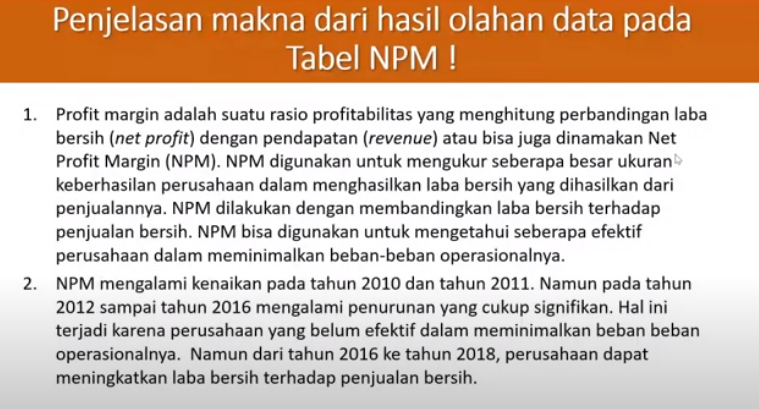 Penjelasan makna dari hasil olahan data pada
Tabel NPM !
1. Profit margin adalah suatu rasio profitabilitas yang menghitung perbandingan laba
bersih (net profit) dengan pendapatan (revenue) atau bisa juga dinamakan Net
Profit Margin (NPM). NPM digunakan untuk mengukur seberapa besar ukuran
keberhasilan perusahaan dalam menghasilkan laba bersih yang dihasilkan dari
penjualannya. NPM dilakukan dengan membandingkan laba bersih terhadap
penjualan bersih. NPM bisa digunakan untuk mengetahui seberapa efektif
perusahaan dalam meminimalkan beban-beban operasionalnya.
2. NPM mengalami kenaikan pada tahun 2010 dan tahun 2011. Namun pada tahun
2012 sampai tahun 2016 mengalami penurunan yang cukup signifikan. Hal ini
terjadi karena perusahaan yang belum efektif dalam meminimalkan beban beban
operasionalnya. Namun dari tahun 2016 ke tahun 2018, perusahaan dapat
meningkatkan laba bersih terhadap penjualan bersih.